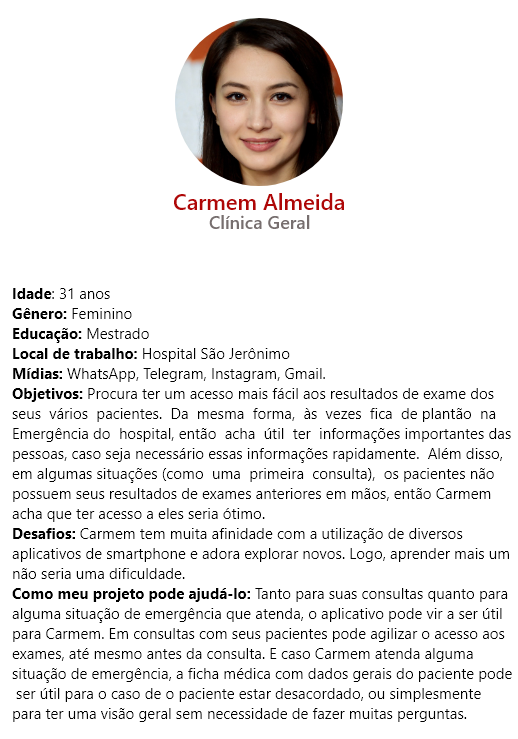 Carmem Almeida
Clínica Geral
Idade: 31 anos
Gênero: Feminino
Educação: Mestrado
Local de trabalho: Hospital São Jerônimo
Mídias: WhatsApp, Telegram, Instagram, Gmail.
Objetivos: Procura ter um acesso mais fácil aos resultados de exame dos
seus vários pacientes. Da mesma forma, às vezes fica de plantão na
Emergência do hospital, então acha útil ter informações importantes das
pessoas, caso seja necessário essas informações rapidamente. Além disso,
em algumas situações (como uma primeira consulta), os pacientes não
possuem seus resultados de exames anteriores em mãos, então Carmem
acha que ter acesso a eles seria ótimo.
Desafios: Carmem tem muita afinidade com a utilização de diversos
aplicativos de smartphone e adora explorar novos. Logo, aprender mais um
não seria uma dificuldade.
Como meu projeto pode ajudá-lo: Tanto para suas consultas quanto para
alguma situação de emergência que atenda, o aplicativo pode vir a ser útil
para Carmem. Em consultas com seus pacientes pode agilizar o acesso aos
exames, até mesmo antes da consulta. E caso Carmem atenda alguma
situação de emergência, a ficha médica com dados gerais do paciente pode
ser útil para o caso de o paciente estar desacordado, ou simplesmente
para ter uma visão geral sem necessidade de fazer muitas perguntas.